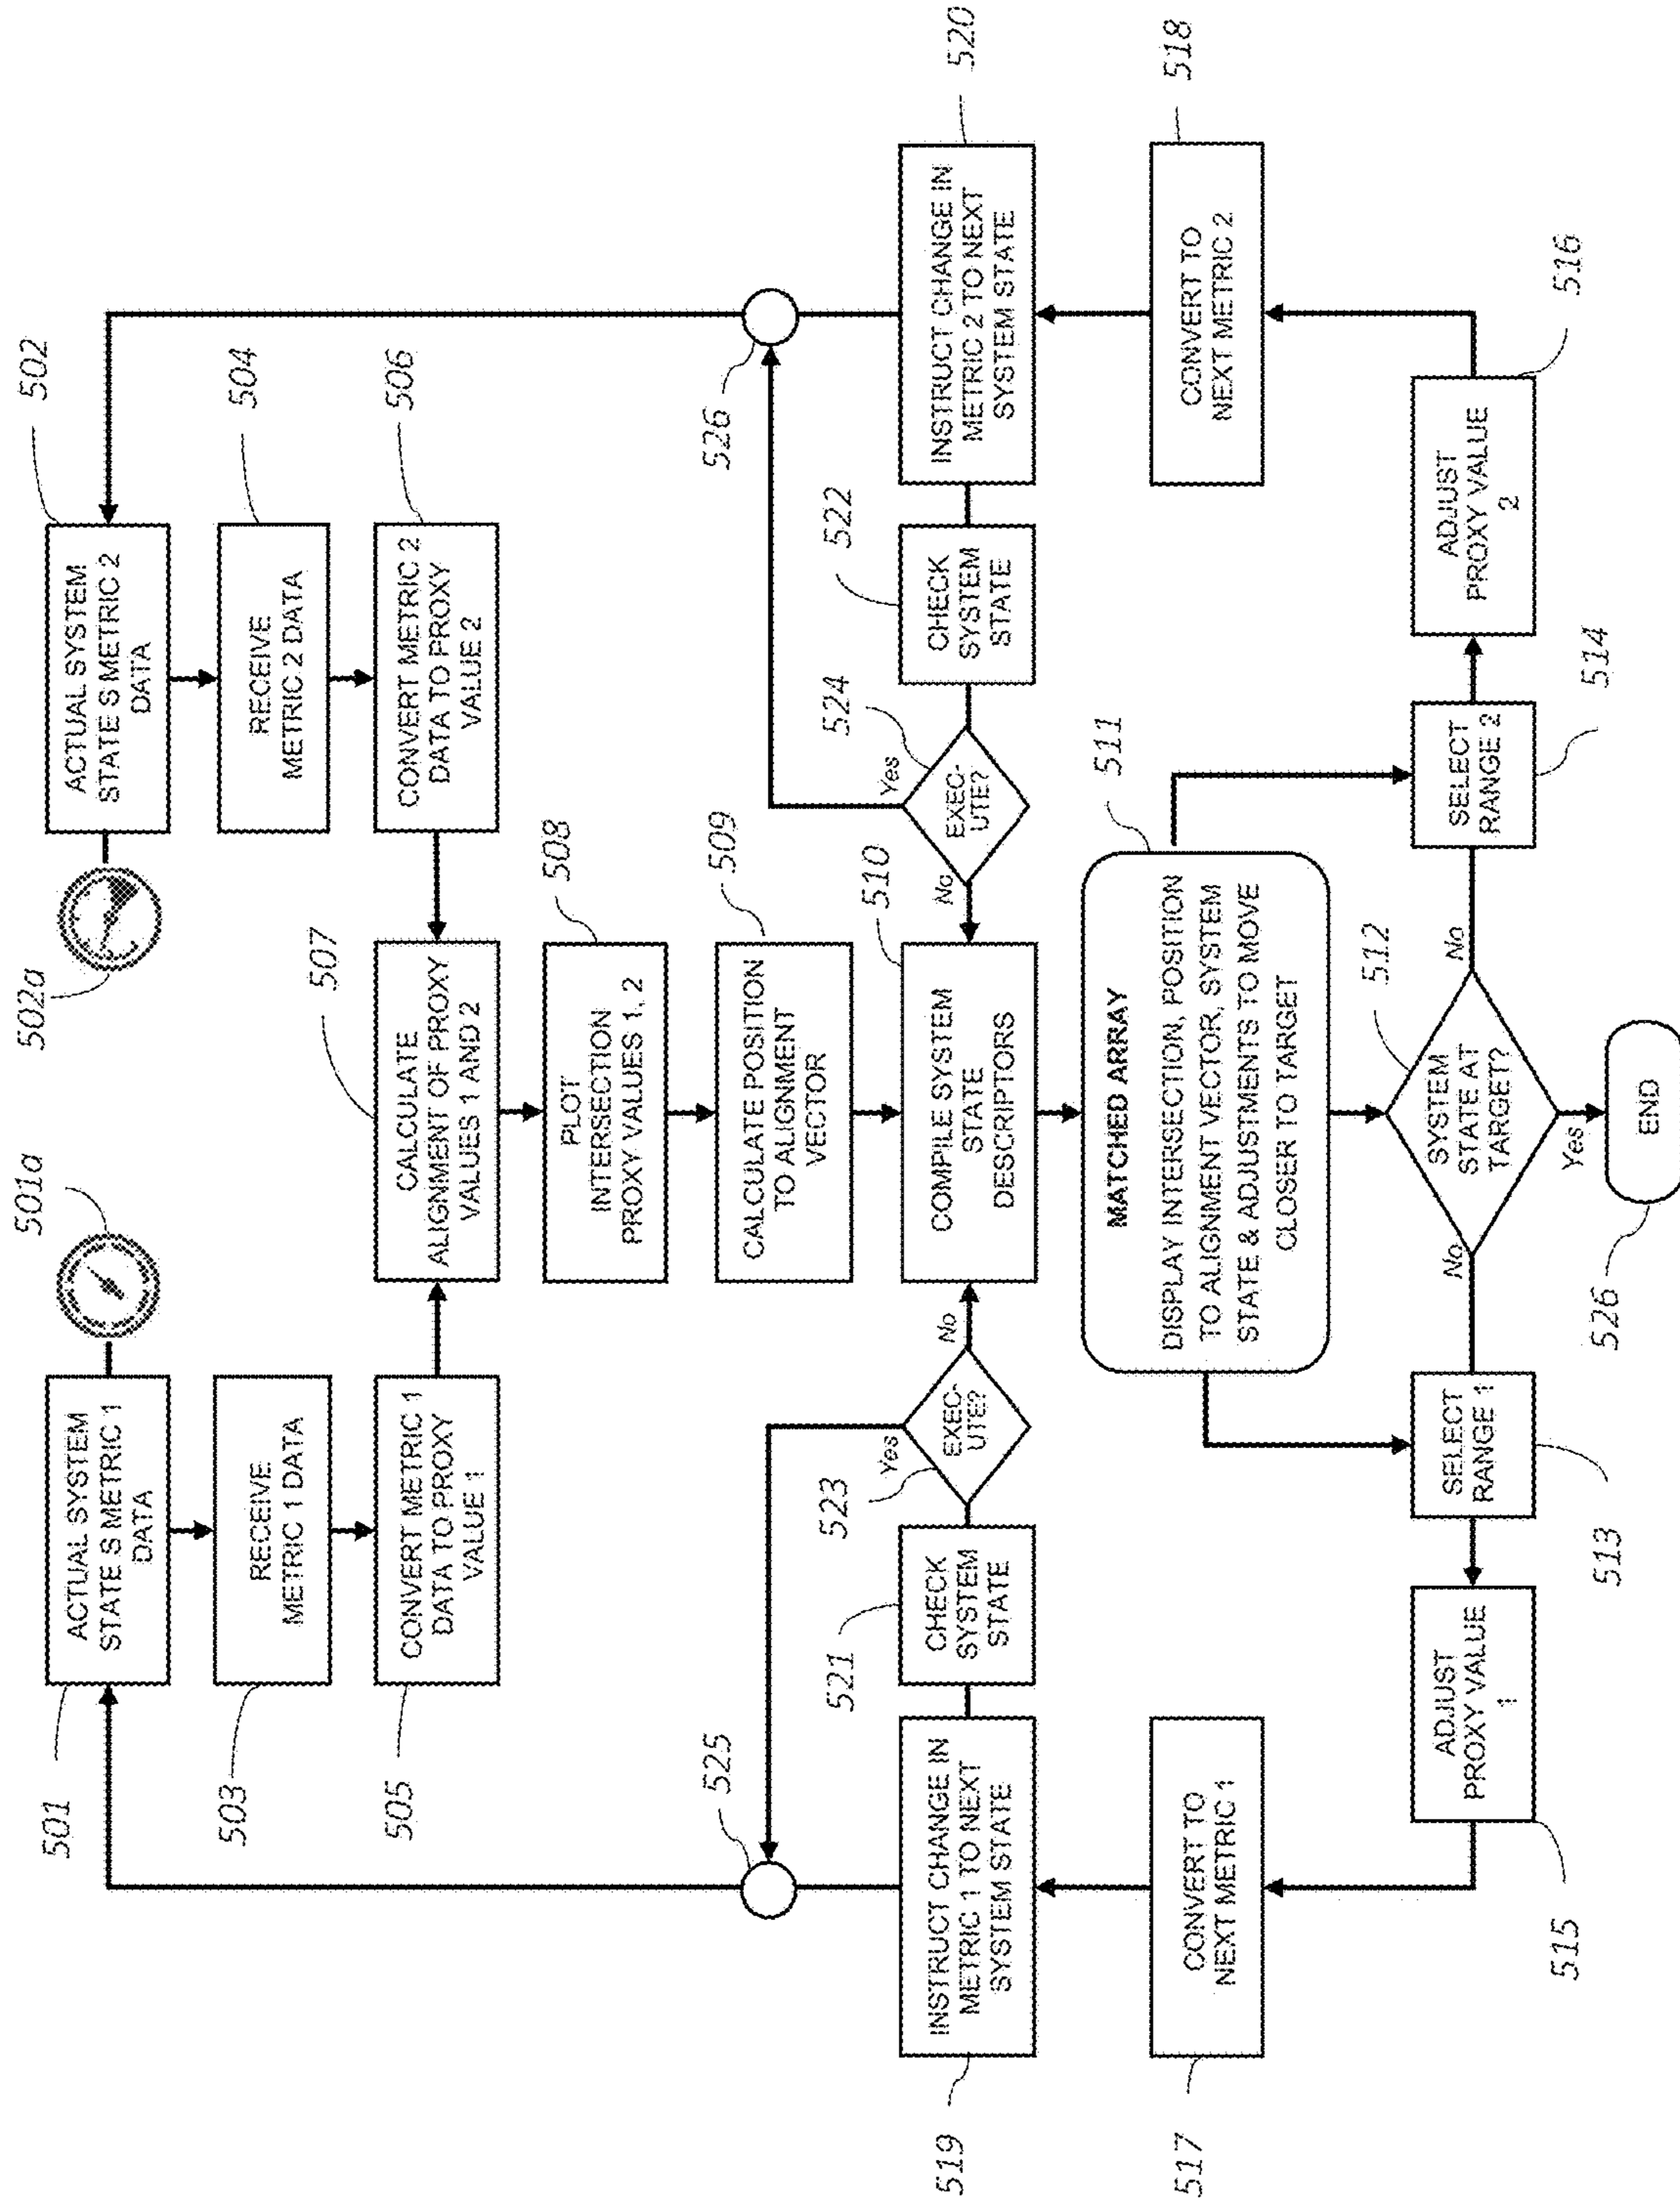 501a
502a
501
ACTUAL SYSTEM
STATE S METRIC 1
DATA
ACTUAL SYSTEM
STATE S METRIC 2
DATA
502
503
RECEIVE
METRIC 1 DATA
RECEIVE
METRIC 2 DATA
504
505
CONVERT METRIC 1
DATA TO PROXY
VALUE 1
507
CALCULATE
ALIGNMENT OF PROXY
VALUES 1 AND 2
CONVERT METRIC 2
DATA TO PROXY
VALUE 2
506
PLOT
INTERSECTION
PROXY VALUES 1, 2
508
CALCULATE POSITION
TO ALIGNMENT
VECTOR
509
525
526
519
INSTRUCT CHANGE IN
METRIC 1 TO NEXT
SYSTEM STATE
521
CHECK
SYSTEM
STATE
523
EXEC-
UTE?
Yes
No
COMPILE SYSTEM
STATE
DESCRIPTORS
510
No
Yes
EXEC-
UTE?
524
CHECK
SYSTEM
STATE
522
INSTRUCT CHANGE IN
METRIC 2 TO NEXT
SYSTEM STATE
520
517
CONVERT TO
NEXT METRIC 1
MATCHED ARRAY
DISPLAY INTERSECTION, POSITION
TO ALIGNMENT VECTOR, SYSTEM
STATE & ADJUSTMENTS TO MOVE
CLOSER TO TARGET
511
CONVERT TO
NEXT METRIC 2
518
515
ADJUST
PROXY VALUE
1
SELECT
RANGE 1
513
No
SYSTEM
STATE AT
TARGET?
512
No
Yes
SELECT
RANGE 2
514
ADJUST
PROXY VALUE
2
516
526
END